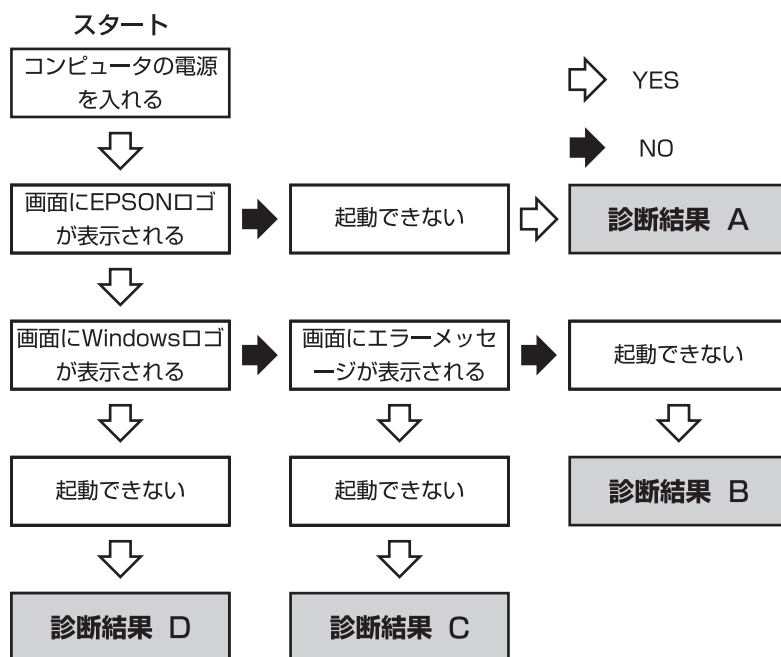 スタート
コンピュータの電源
を入れる
YES
NO
画面にEPSONロゴ
が表示される
起動できない
診断結果 A
画面にWindowsロゴ
が表示される
画面にエラーメッセ
ージが表示される
起動できない
起動できない
起動できない
診断結果 B
診断結果 D
診断結果 C